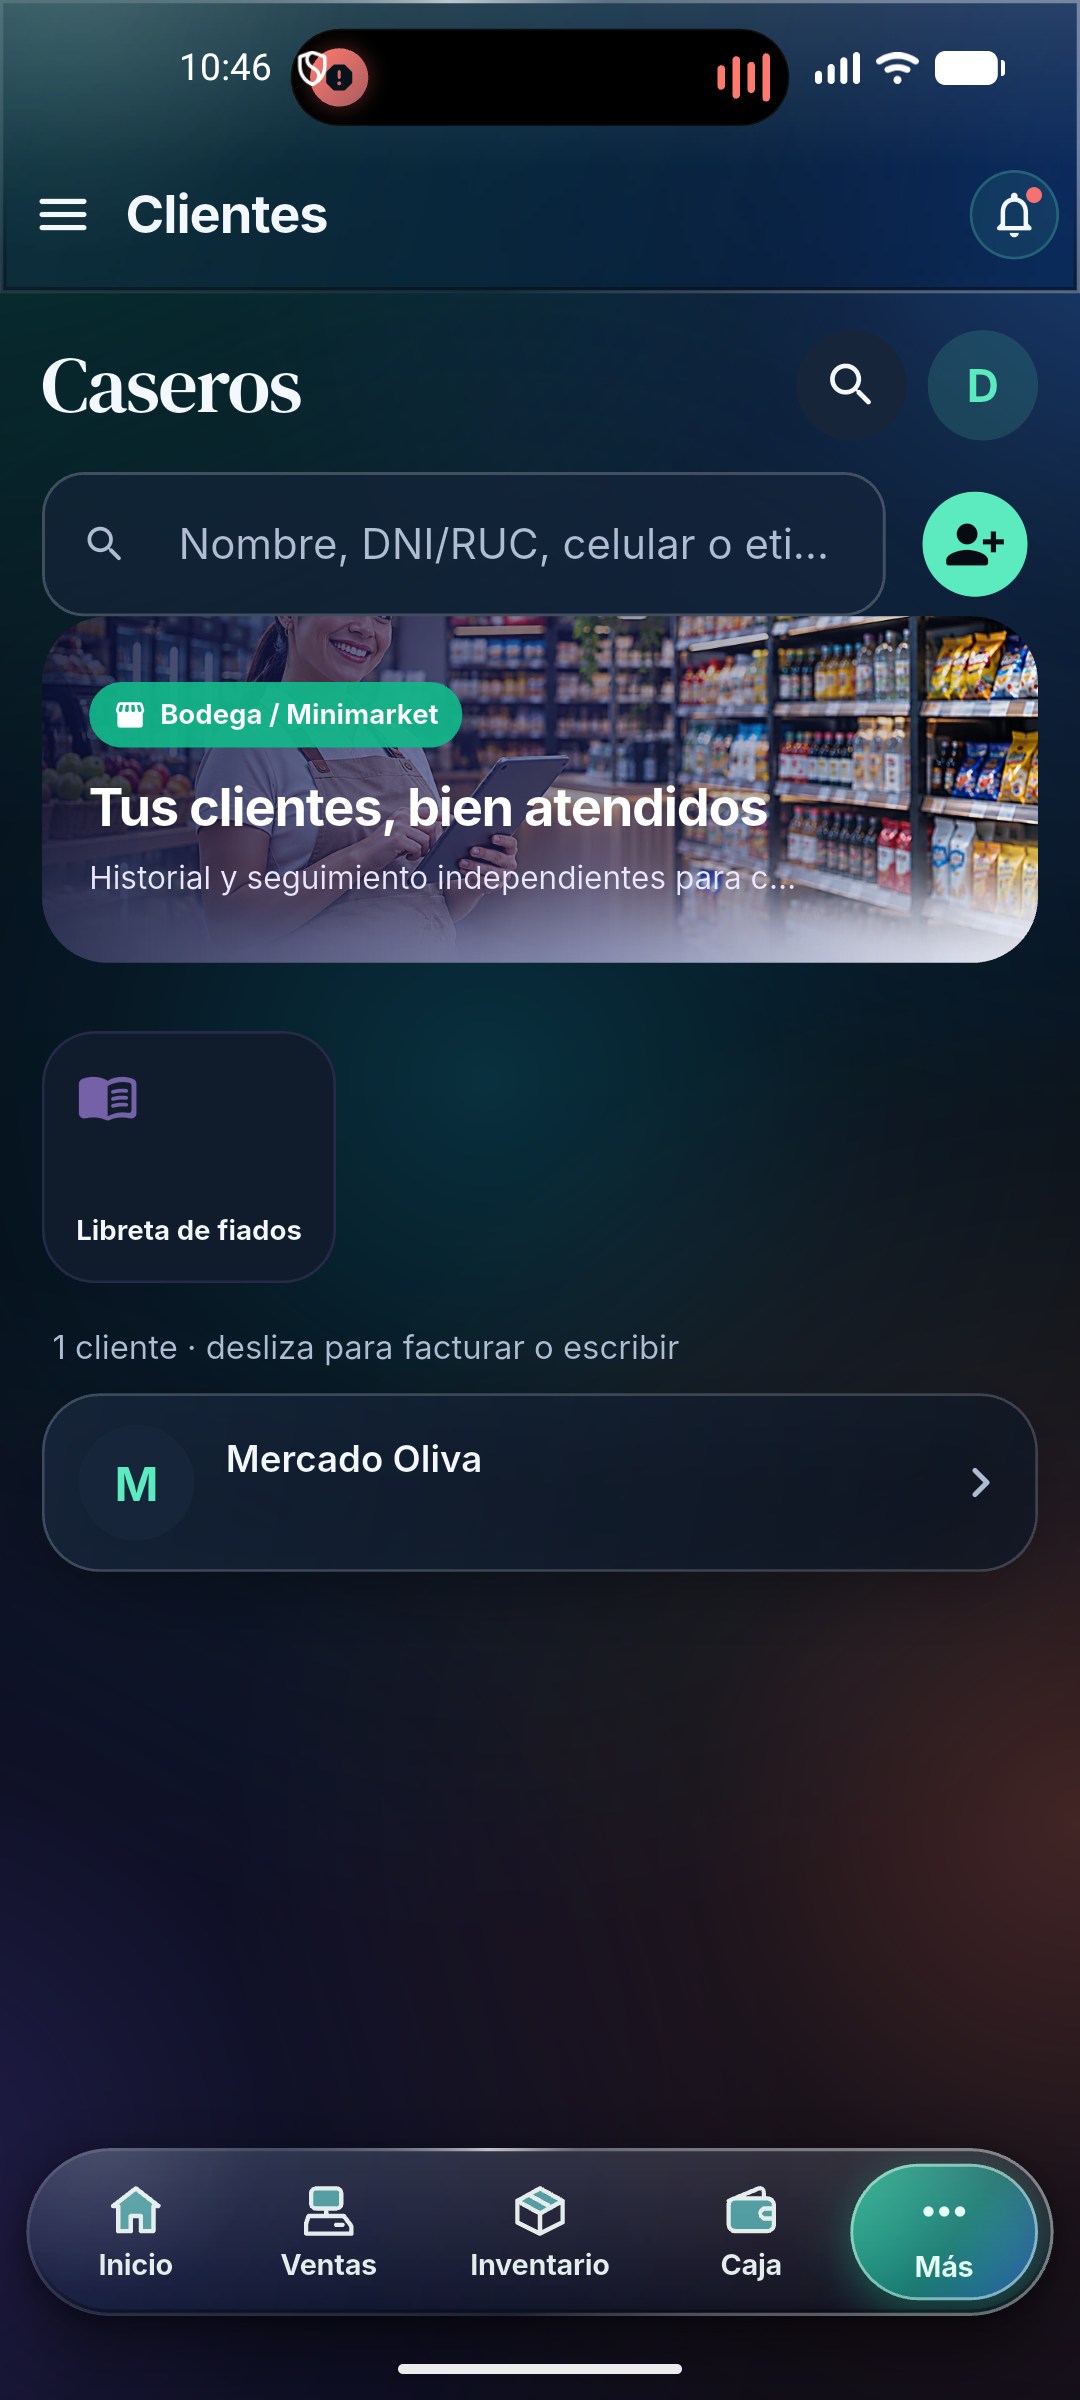 10:46
Clientes
Caseros
D
Nombre, DNI/RUC, celular o eti...
Bodega / Minimarket
Tus clientes, bien atendidos
Historial y seguimiento independientes para c...
Libreta de fiados
1 cliente · desliza para facturar o escribir
M
Mercado Oliva
Inicio
Ventas
Inventario
Caja
Más